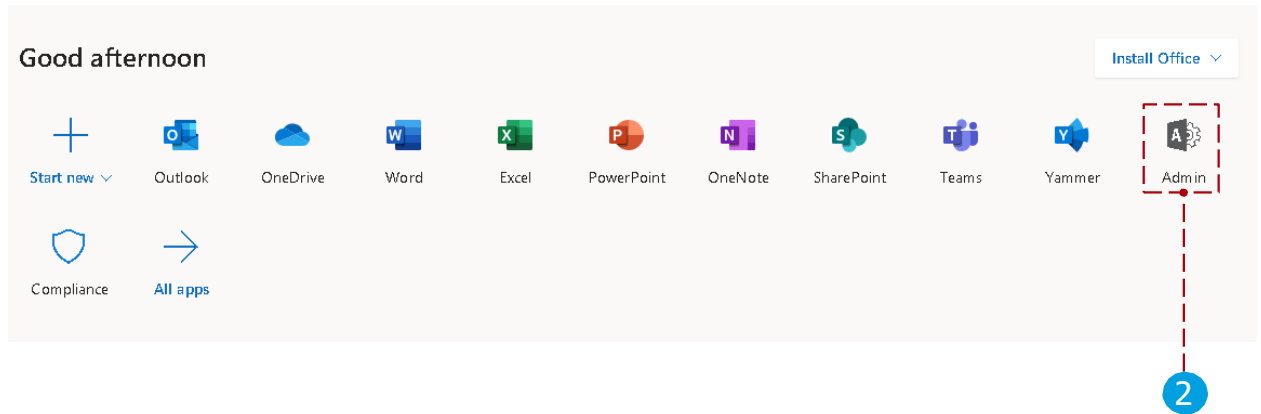 Good afternoon
Install Office
Start new Outlook OneDrive Word Excel PowerPoint OneNote SharePoint Teams Yammer Admin
Compliance All apps
2